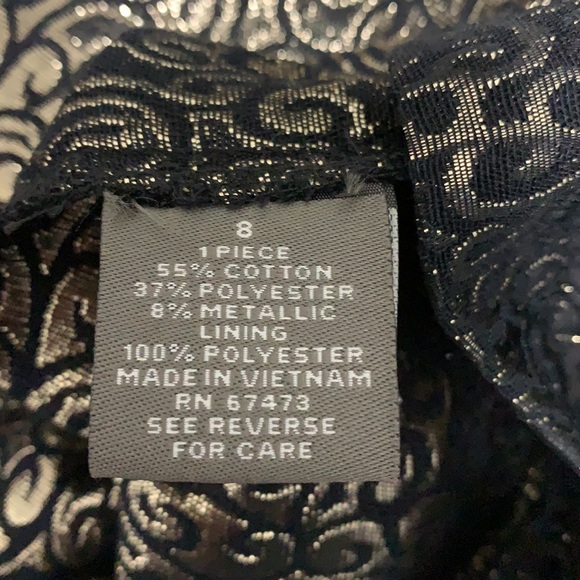 8
1 PIECE
55% COTTON
37% POLYESTER
8% METALLIC
LINING
100% POLYESTER
MADE IN VIETNAM
RN 67473
SEE REVERSE
FOR CARE